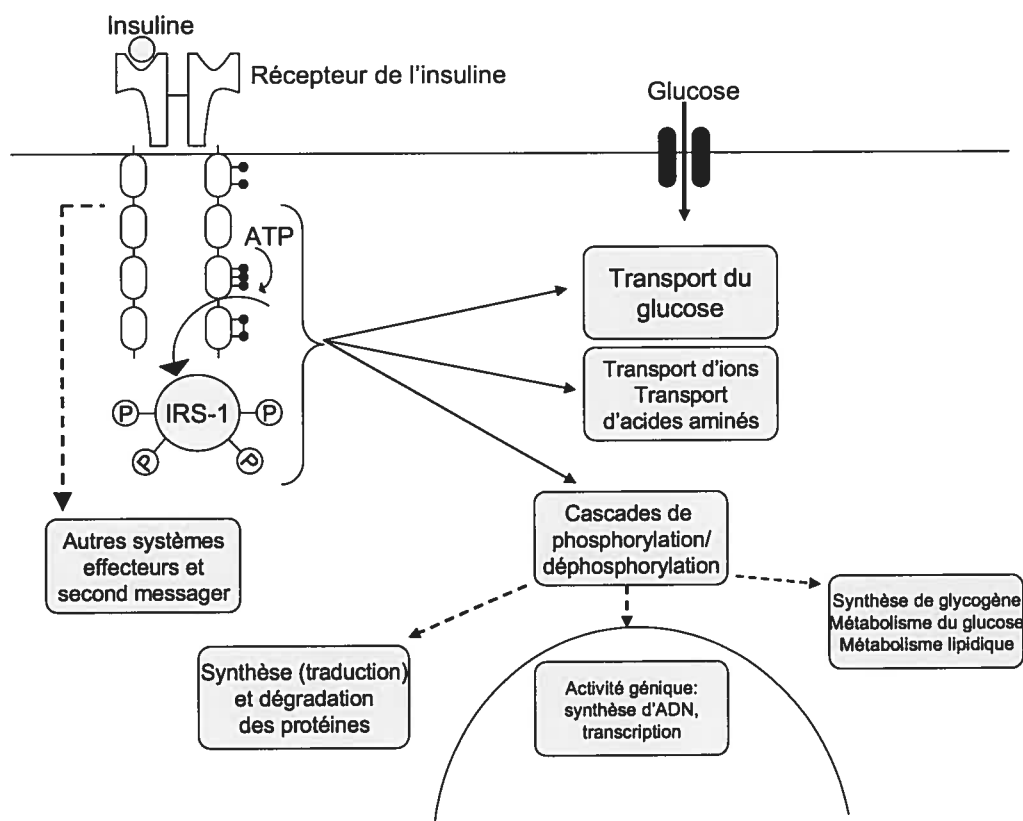 Insuline
Récepteur de l'insuline
Glucose
ATP
IRS-1
P
P
P
P
Transport du
glucose
Transport d'ions
Transport
d'acides aminés
Cascades de
phosphorylation/
déphosphorylation
Autres systèmes
effecteurs et
second messager
Synthèse de glycogène
Métabolisme du glucose
Métabolisme lipidique
Synthèse (traduction)
et dégradation
des protéines
Activité génique:
synthèse d'ADN,
transcription